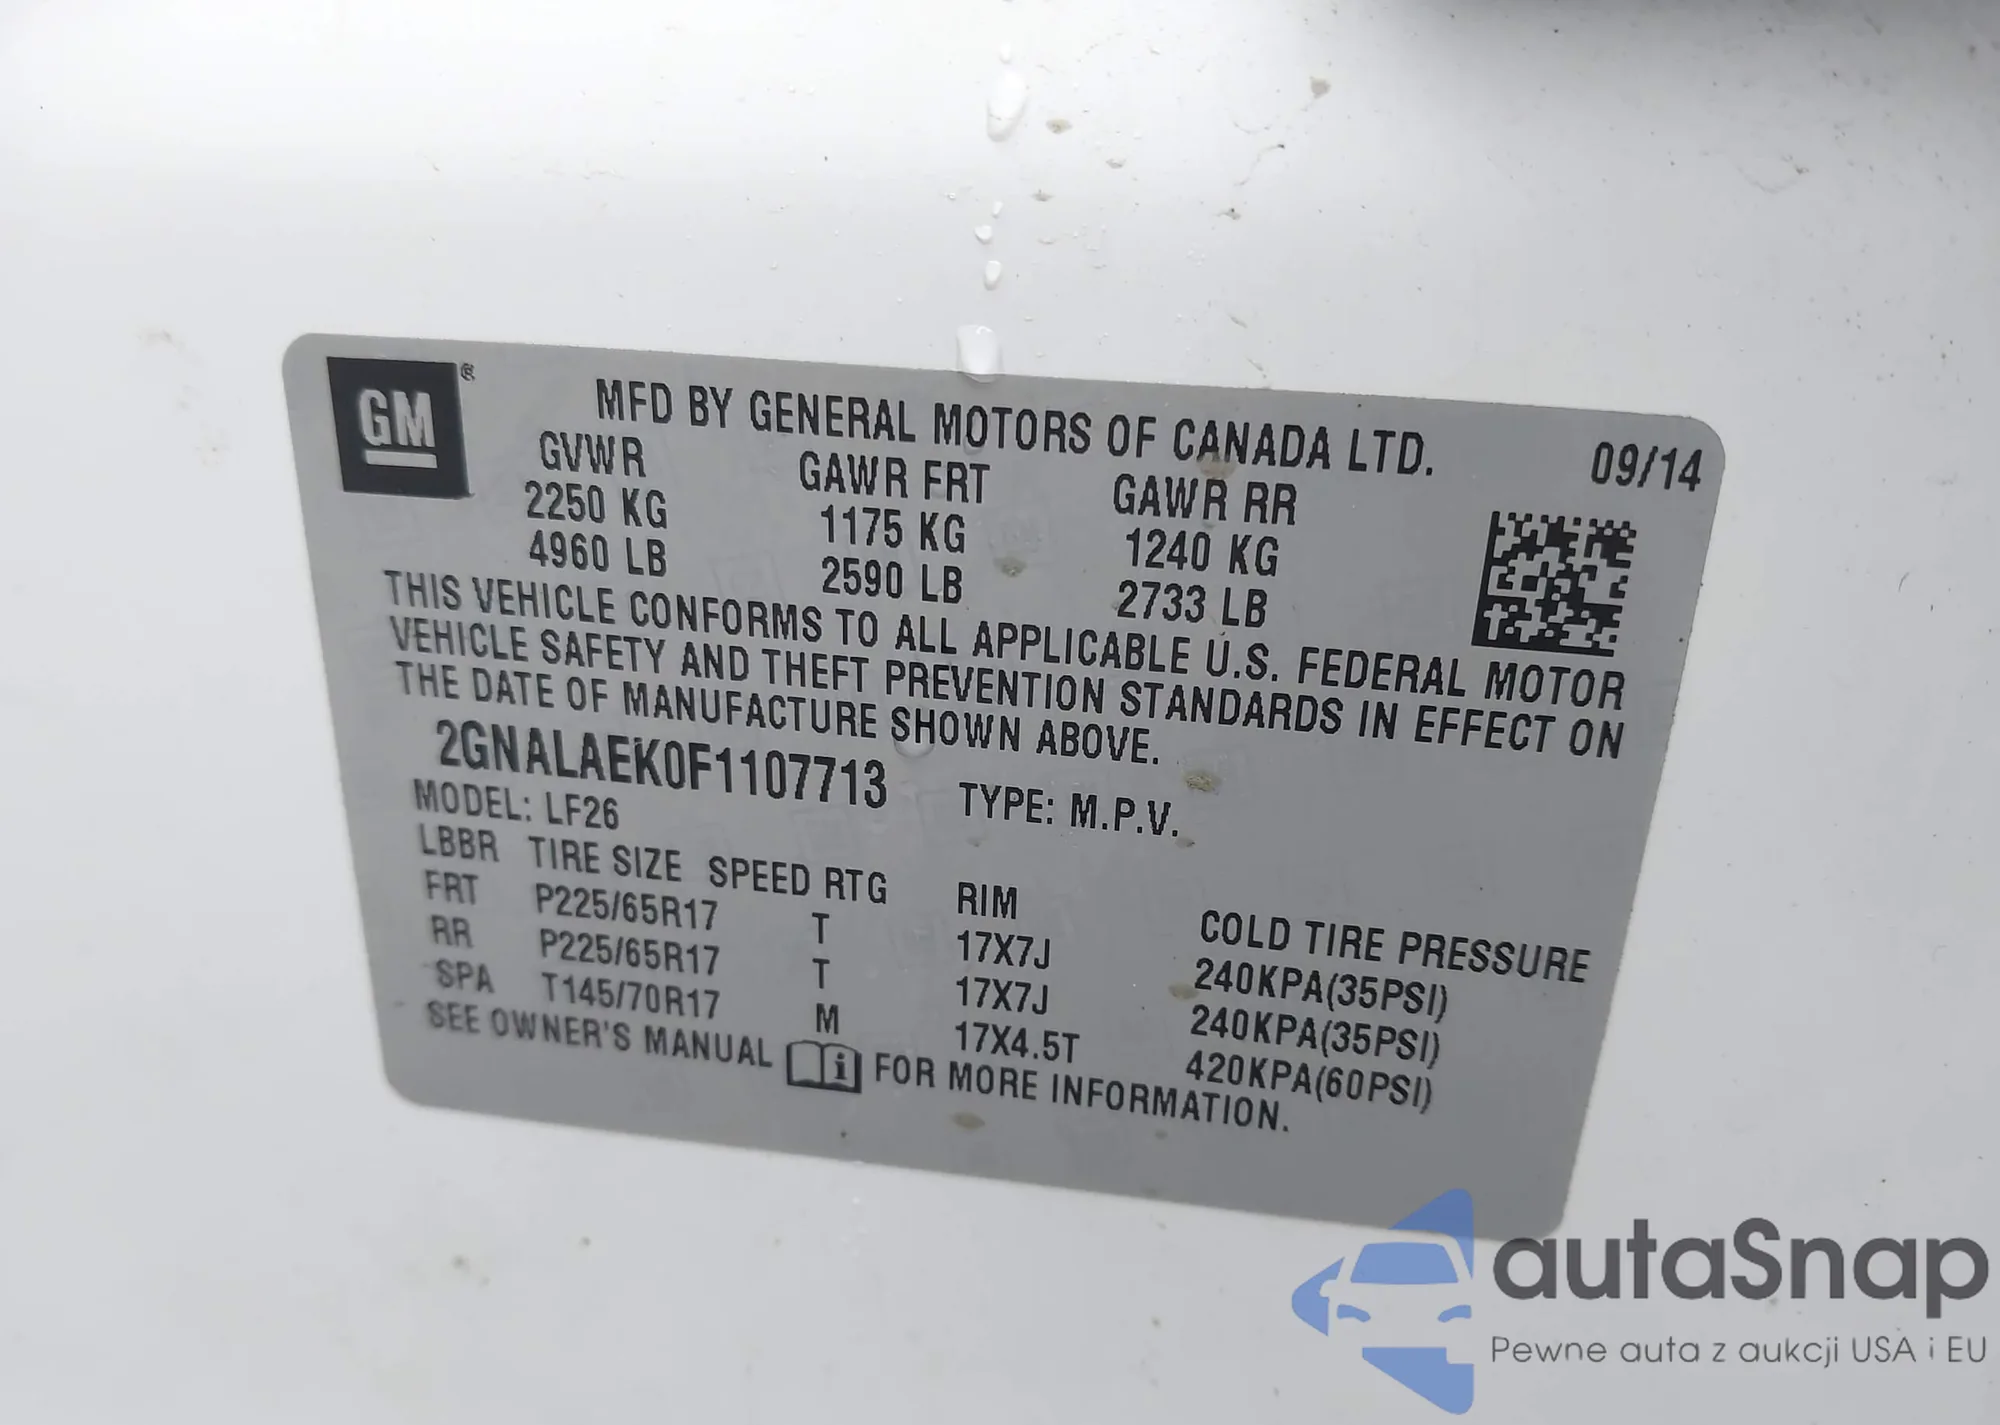 GM®
MFD BY GENERAL MOTORS OF CANADA LTD. 09/14
GVWR GAWR FRT GAWR RR
2250 KG 1175 KG 1240 KG
4960 LB 2590 LB 2733 LB
THIS VEHICLE CONFORMS TO ALL APPLICABLE U.S. FEDERAL MOTOR
VEHICLE SAFETY AND THEFT PREVENTION STANDARDS IN EFFECT ON
THE DATE OF MANUFACTURE SHOWN ABOVE.
2GNALAEK0F1107713 TYPE: M.P.V.
MODEL: LF26
LBBR TIRE SIZE SPEED RTG RIM COLD TIRE PRESSURE
FRT P225/65R17 T 17X7J 240KPA(35PSI)
RR P225/65R17 T 17X7J 240KPA(35PSI)
SPA T145/70R17 M 17X4.5T 420KPA(60PSI)
SEE OWNER'S MANUAL i FOR MORE INFORMATION.
autaSnap
Pewne auta z aukcji USA i EU